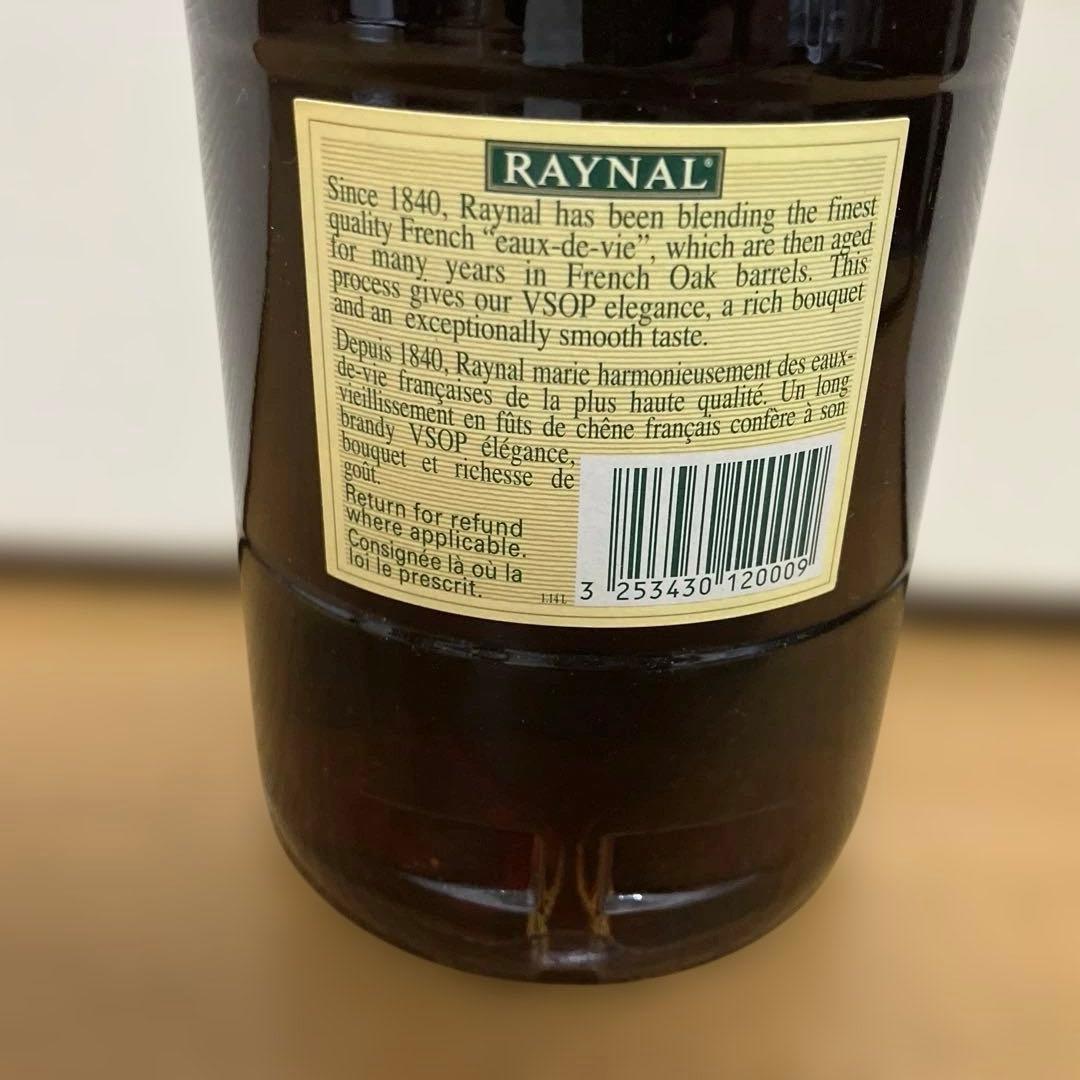 RAYNAL®
Since 1840, Raynal has been blending the finest
quality French “eaux-de-vie”, which are then aged
for many years in French Oak barrels. This
process gives our VSOP elegance, a rich bouquet
and an exceptionally smooth taste.
Depuis 1840, Raynal marie harmonieusement des eaux-
de-vie françaises de la plus haute qualité. Un long
vieillissement en fûts de chêne français confère à son
brandy VSOP élégance,
bouquet et richesse de
goût.
Return for refund
where applicable.
Consignée là où la
loi le prescrit.
1.14 L
3 253430 120009